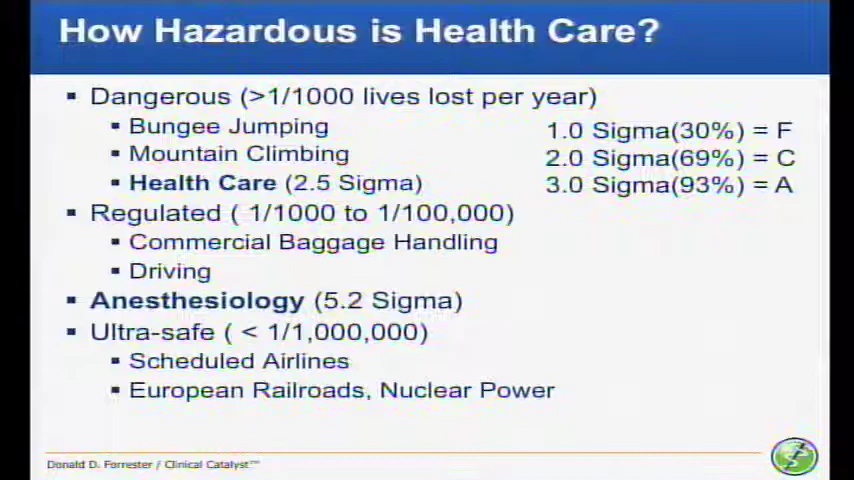 How Hazardous is Health Care?
▪ Dangerous (>1/1000 lives lost per year)
▪ Bungee Jumping
▪ Mountain Climbing
▪ Health Care (2.5 Sigma)
1.0 Sigma(30%) = F
2.0 Sigma(69%) = C
3.0 Sigma(93%) = A
▪ Regulated ( 1/1000 to 1/100,000)
▪ Commercial Baggage Handling
▪ Driving
▪ Anesthesiology (5.2 Sigma)
▪ Ultra-safe ( < 1/1,000,000)
▪ Scheduled Airlines
▪ European Railroads, Nuclear Power
Donald D. Forrester / Clinical Catalyst™